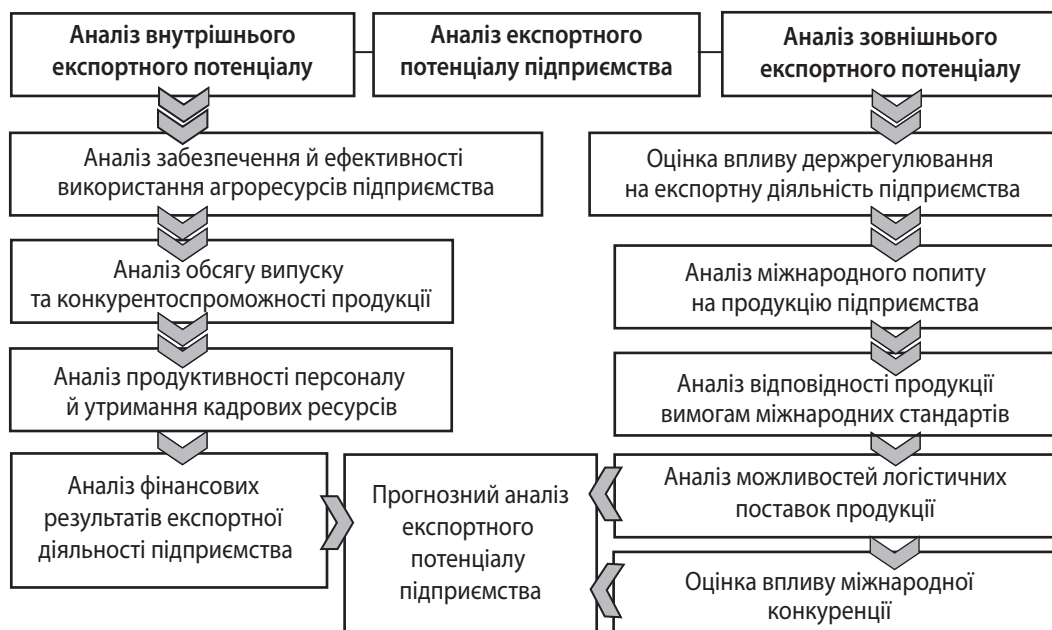 Аналіз внутрішнього
експортного потенціалу
Аналіз експортного
потенціалу підприємства
Аналіз зовнішнього
експортного потенціалу
Аналіз забезпечення й ефективності
використання агроресурсів підприємства
Аналіз обсягу випуску
та конкурентоспроможності продукції
Аналіз продуктивності персоналу
й утримання кадрових ресурсів
Аналіз фінансових
результатів експортної
діяльності підприємства
Прогнозний аналіз
експортного
потенціалу
підприємства
Оцінка впливу держрегулювання
на експортну діяльність підприємства
Аналіз міжнародного попиту
на продукцію підприємства
Аналіз відповідності продукції
вимогам міжнародних стандартів
Аналіз можливостей логістичних
поставок продукції
Оцінка впливу міжнародної
конкуренції